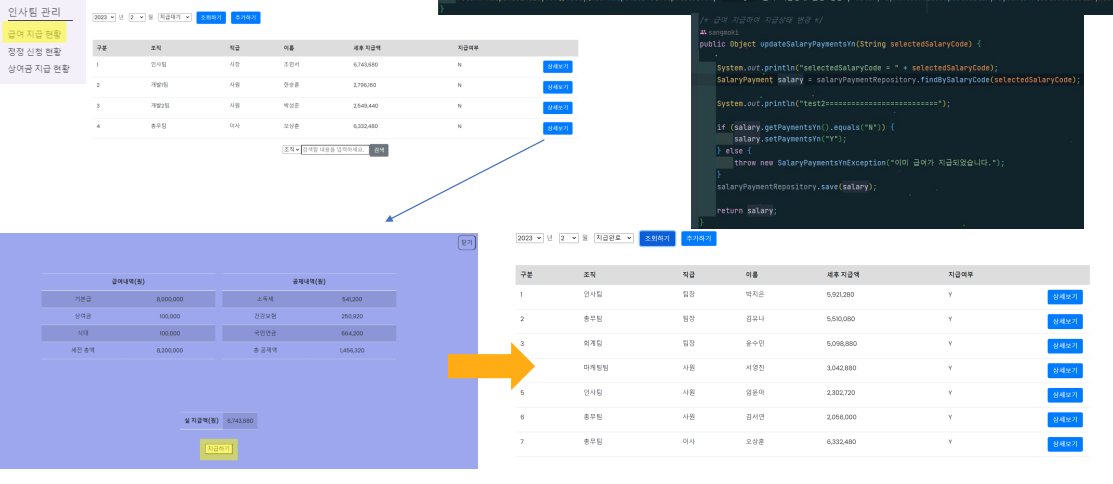 인사팀 관리
급여 지급 현황
정정 신청 현황
상여금 지급 현황
2023 년 2 월 지급대기 조회하기 추가하기
구분 조직 직급 이름 세후 지급액 지급여부
1 인사팀 사장 조민서 6,743,680 N 상세보기
2 개발1팀 사원 한승훈 2,796,160 N 상세보기
3 개발2팀 사원 박성준 2,549,440 N 상세보기
4 총무팀 이사 오상훈 6,332,480 N 상세보기
조직 검색할 내용을 입력하세요. 검색
}
/* 급여 지급하여 지급상태 변경 */
sangmoki
public Object updateSalaryPaymentsYn(String selectedSalaryCode) {
System.out.println("selectedSalaryCode = " + selectedSalaryCode);
SalaryPayment salary = salaryPaymentRepository.findBySalaryCode(selectedSalaryCode);
System.out.println("test2==========================");
if (salary.getPaymentsYn().equals("N")) {
salary.setPaymentsYn("Y");
} else {
throw new SalaryPaymentsYnException("이미 급여가 지급되었습니다.");
}
salaryPaymentRepository.save(salary);
return salary;
}
닫기
급여내역(원) 공제내역(원)
기본급 8,000,000 소득세 541,200
상여금 100,000 건강보험 250,920
식대 100,000 국민연금 664,200
세전 총액 8,200,000 총 공제액 1,456,320
실 지급액(원) 6,743,680
지급하기
2023 년 2 월 지급완료 조회하기 추가하기
구분 조직 직급 이름 세후 지급액 지급여부
1 인사팀 팀장 박지은 5,921,280 Y 상세보기
2 총무팀 팀장 김유나 5,510,080 Y 상세보기
3 회계팀 팀장 윤수민 5,098,880 Y 상세보기
마케팅팀 사원 서영진 3,042,880 Y 상세보기
5 인사팀 사원 임윤아 2,302,720 Y 상세보기
6 총무팀 사원 김서연 2,056,000 Y 상세보기
7 총무팀 이사 오상훈 6,332,480 Y 상세보기